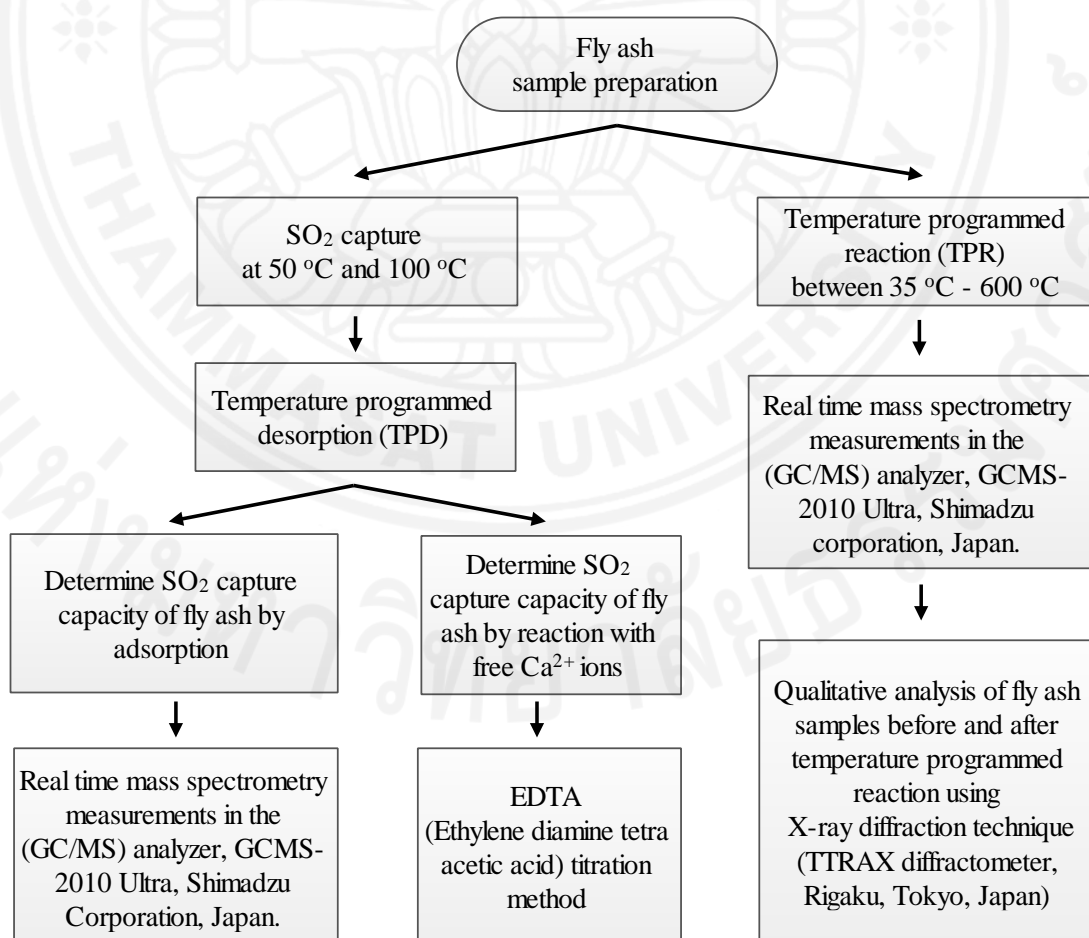 Fly ash
sample preparation
SO₂ capture
at 50 °C and 100 °C
Temperature programmed
reaction (TPR)
between 35 °C - 600 °C
Temperature programmed
desorption (TPD)
Real time mass spectrometry
measurements in the
(GC/MS) analyzer, GCMS-
2010 Ultra, Shimadzu
corporation, Japan.
Determine SO₂ capture
capacity of fly ash by
adsorption
Determine SO₂
capture capacity of fly
ash by reaction with
free Ca²⁺ ions
Qualitative analysis of fly ash
samples before and after
temperature programmed
reaction using
X-ray diffraction technique
(TTRAX diffractometer,
Rigaku, Tokyo, Japan)
Real time mass spectrometry
measurements in the
(GC/MS) analyzer, GCMS-
2010 Ultra, Shimadzu
Corporation, Japan.
EDTA
(Ethylene diamine tetra
acetic acid) titration
method
THAMMASAT UNIVERSITY